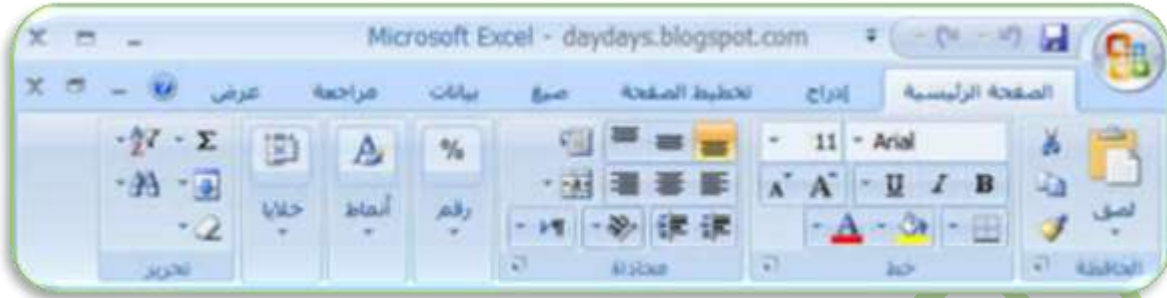 Microsoft Excel - daydays.blogspot.com
الصفحة الرئيسية إدراج تخطيط الصفحة صيغ بيانات مراجعة عرض
Arial 11
لصق B I U A A A % Σ
رقم أنماط خلايا
الحافظة خط محاذاة تحرير